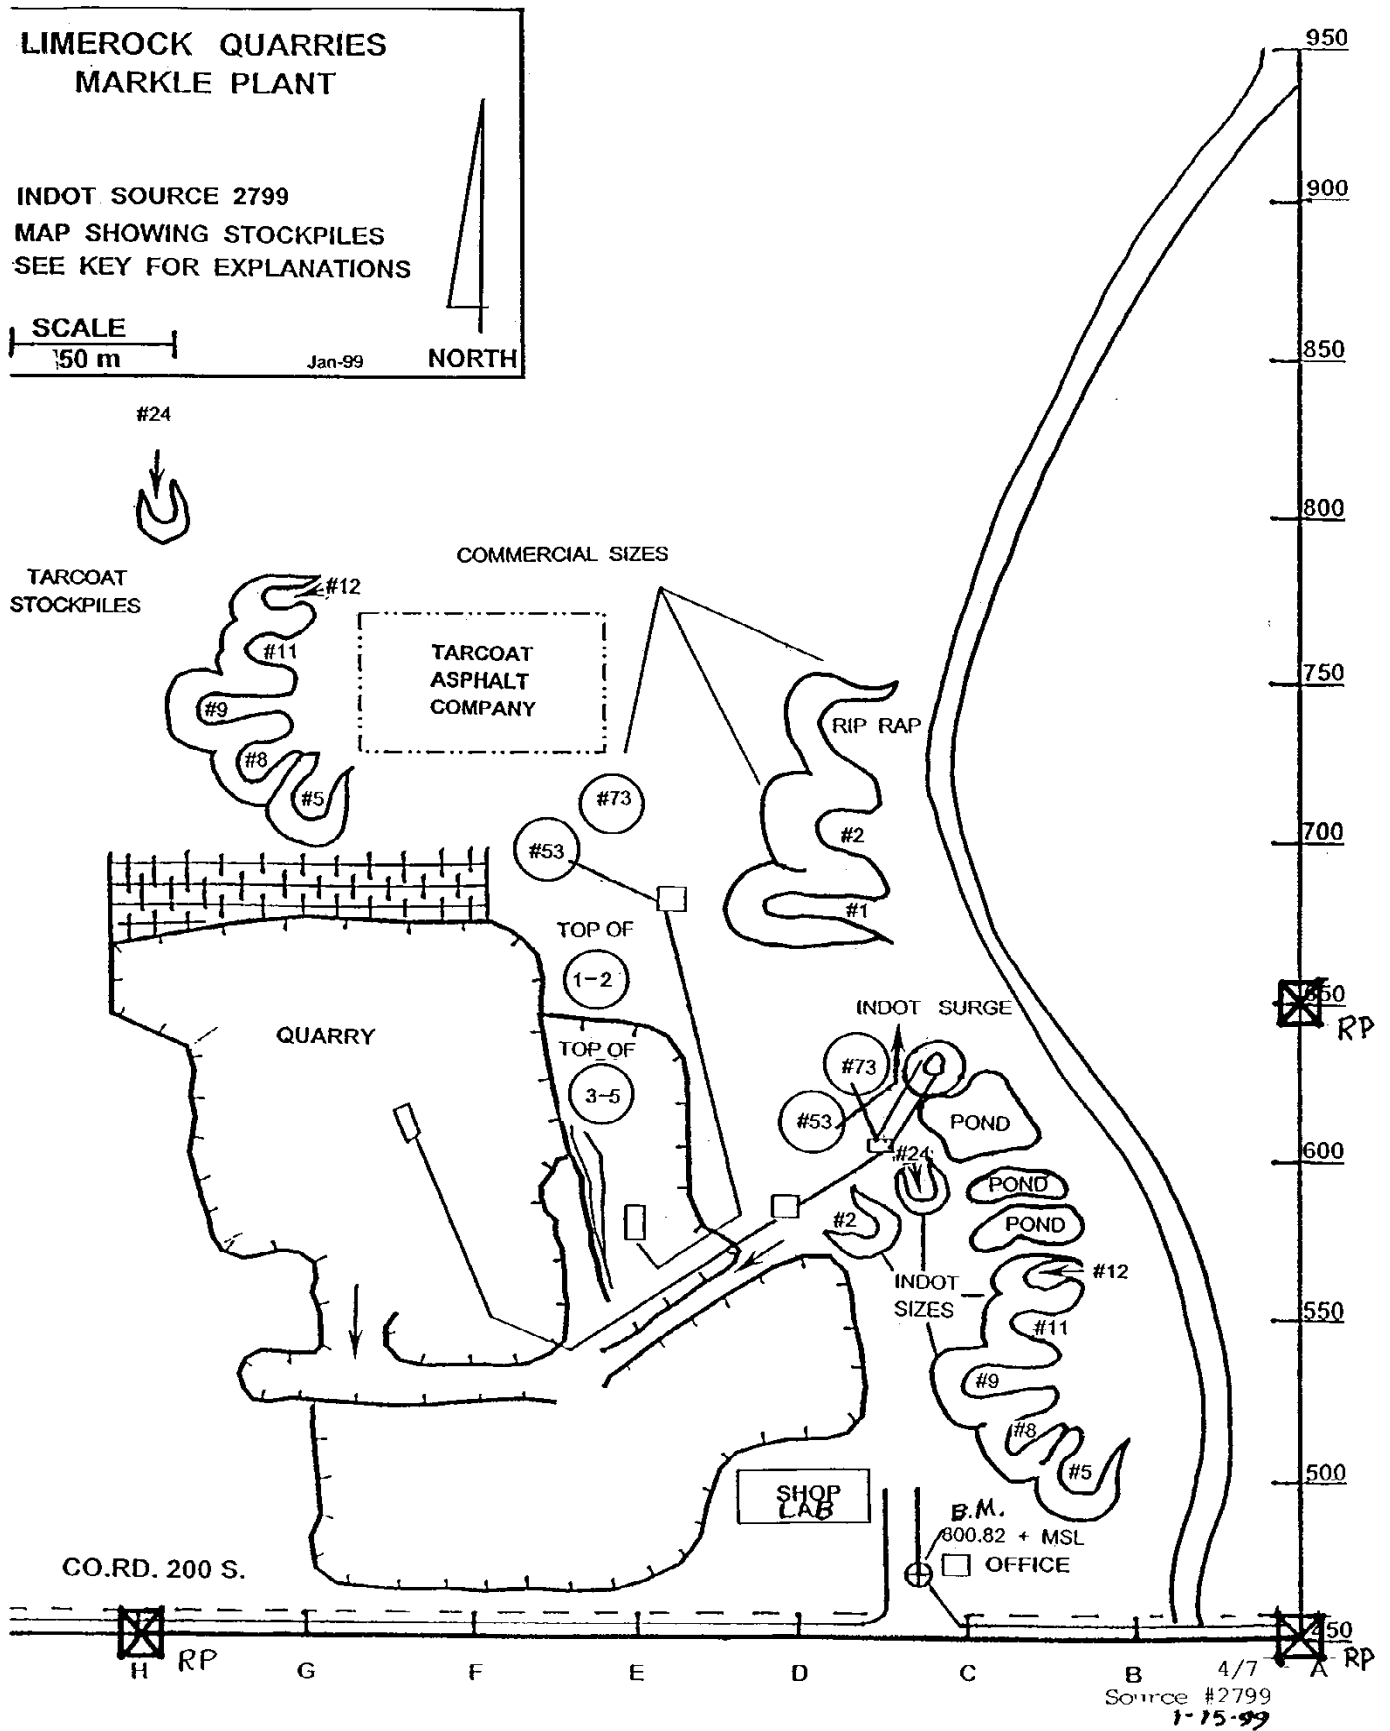 LIMEROCK QUARRIES
MARKLE PLANT
INDOT SOURCE 2799
MAP SHOWING STOCKPILES
SEE KEY FOR EXPLANATIONS
SCALE
50 m
Jan-99
NORTH
950
900
850
800
750
700
650
RP
600
550
500
450
RP
#24
TARCOAT
STOCKPILES
#12
#11
#9
#8
#5
COMMERCIAL SIZES
TARCOAT
ASPHALT
COMPANY
RIP RAP
#2
#1
#73
#53
TOP OF
1-2
QUARRY
TOP OF
3-5
INDOT SURGE
#73
#53
POND
#24
POND
POND
#2
INDOT
SIZES
#12
#11
#9
#8
#5
SHOP
LAB
B.M.
800.82 + MSL
OFFICE
CO.RD. 200 S.
H RP G F E D C B A
4/7
Source #2799
1-15-99